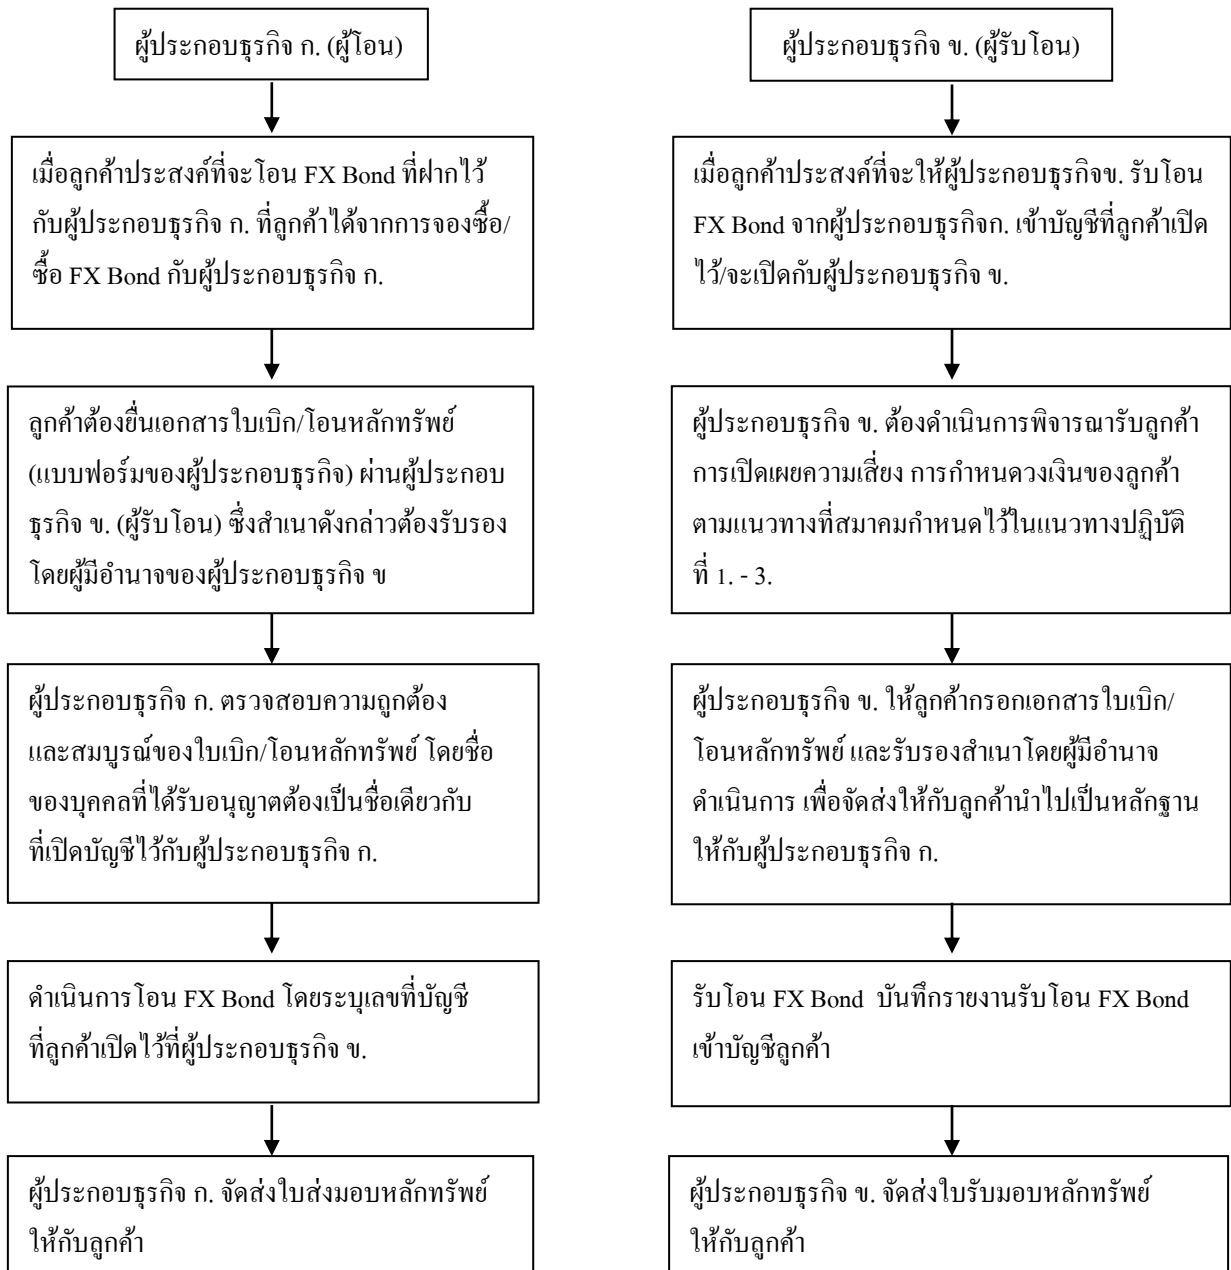 ผู้ประกอบธุรกิจ ก. (ผู้โอน)
เมื่อลูกค้าประสงค์ที่จะโอน FX Bond ที่ฝากไว้
กับผู้ประกอบธุรกิจ ก. ที่ลูกค้าได้จากการจองซื้อ/
ซื้อ FX Bond กับผู้ประกอบธุรกิจ ก.
ลูกค้าต้องยื่นเอกสารใบเบิก/โอนหลักทรัพย์
(แบบฟอร์มของผู้ประกอบธุรกิจ) ผ่านผู้ประกอบ
ธุรกิจ ข. (ผู้รับโอน) ซึ่งสำเนาดังกล่าวต้องรับรอง
โดยผู้มีอำนาจของผู้ประกอบธุรกิจ ข
ผู้ประกอบธุรกิจ ก. ตรวจสอบความถูกต้อง
และสมบูรณ์ของใบเบิก/โอนหลักทรัพย์ โดยชื่อ
ของบุคคลที่ได้รับอนุญาตต้องเป็นชื่อเดียวกับ
ที่เปิดบัญชีไว้กับผู้ประกอบธุรกิจ ก.
ดำเนินการโอน FX Bond โดยระบุเลขที่บัญชี
ที่ลูกค้าเปิดไว้ที่ผู้ประกอบธุรกิจ ข.
ผู้ประกอบธุรกิจ ก. จัดส่งใบส่งมอบหลักทรัพย์
ให้กับลูกค้า
ผู้ประกอบธุรกิจ ข. (ผู้รับโอน)
เมื่อลูกค้าประสงค์ที่จะให้ผู้ประกอบธุรกิจข. รับโอน
FX Bond จากผู้ประกอบธุรกิจก. เข้าบัญชีที่ลูกค้าเปิด
ไว้/จะเปิดกับผู้ประกอบธุรกิจ ข.
ผู้ประกอบธุรกิจ ข. ต้องดำเนินการพิจารณารับลูกค้า
การเปิดเผยความเสี่ยง การกำหนดวงเงินของลูกค้า
ตามแนวทางที่สมาคมกำหนดไว้ในแนวทางปฏิบัติ
ที่ 1. - 3.
ผู้ประกอบธุรกิจ ข. ให้ลูกค้ากรอกเอกสารใบเบิก/
โอนหลักทรัพย์ และรับรองสำเนาโดยผู้มีอำนาจ
ดำเนินการ เพื่อจัดส่งให้กับลูกค้านำไปเป็นหลักฐาน
ให้กับผู้ประกอบธุรกิจ ก.
รับโอน FX Bond บันทึกรายงานรับโอน FX Bond
เข้าบัญชีลูกค้า
ผู้ประกอบธุรกิจ ข. จัดส่งใบรับมอบหลักทรัพย์
ให้กับลูกค้า